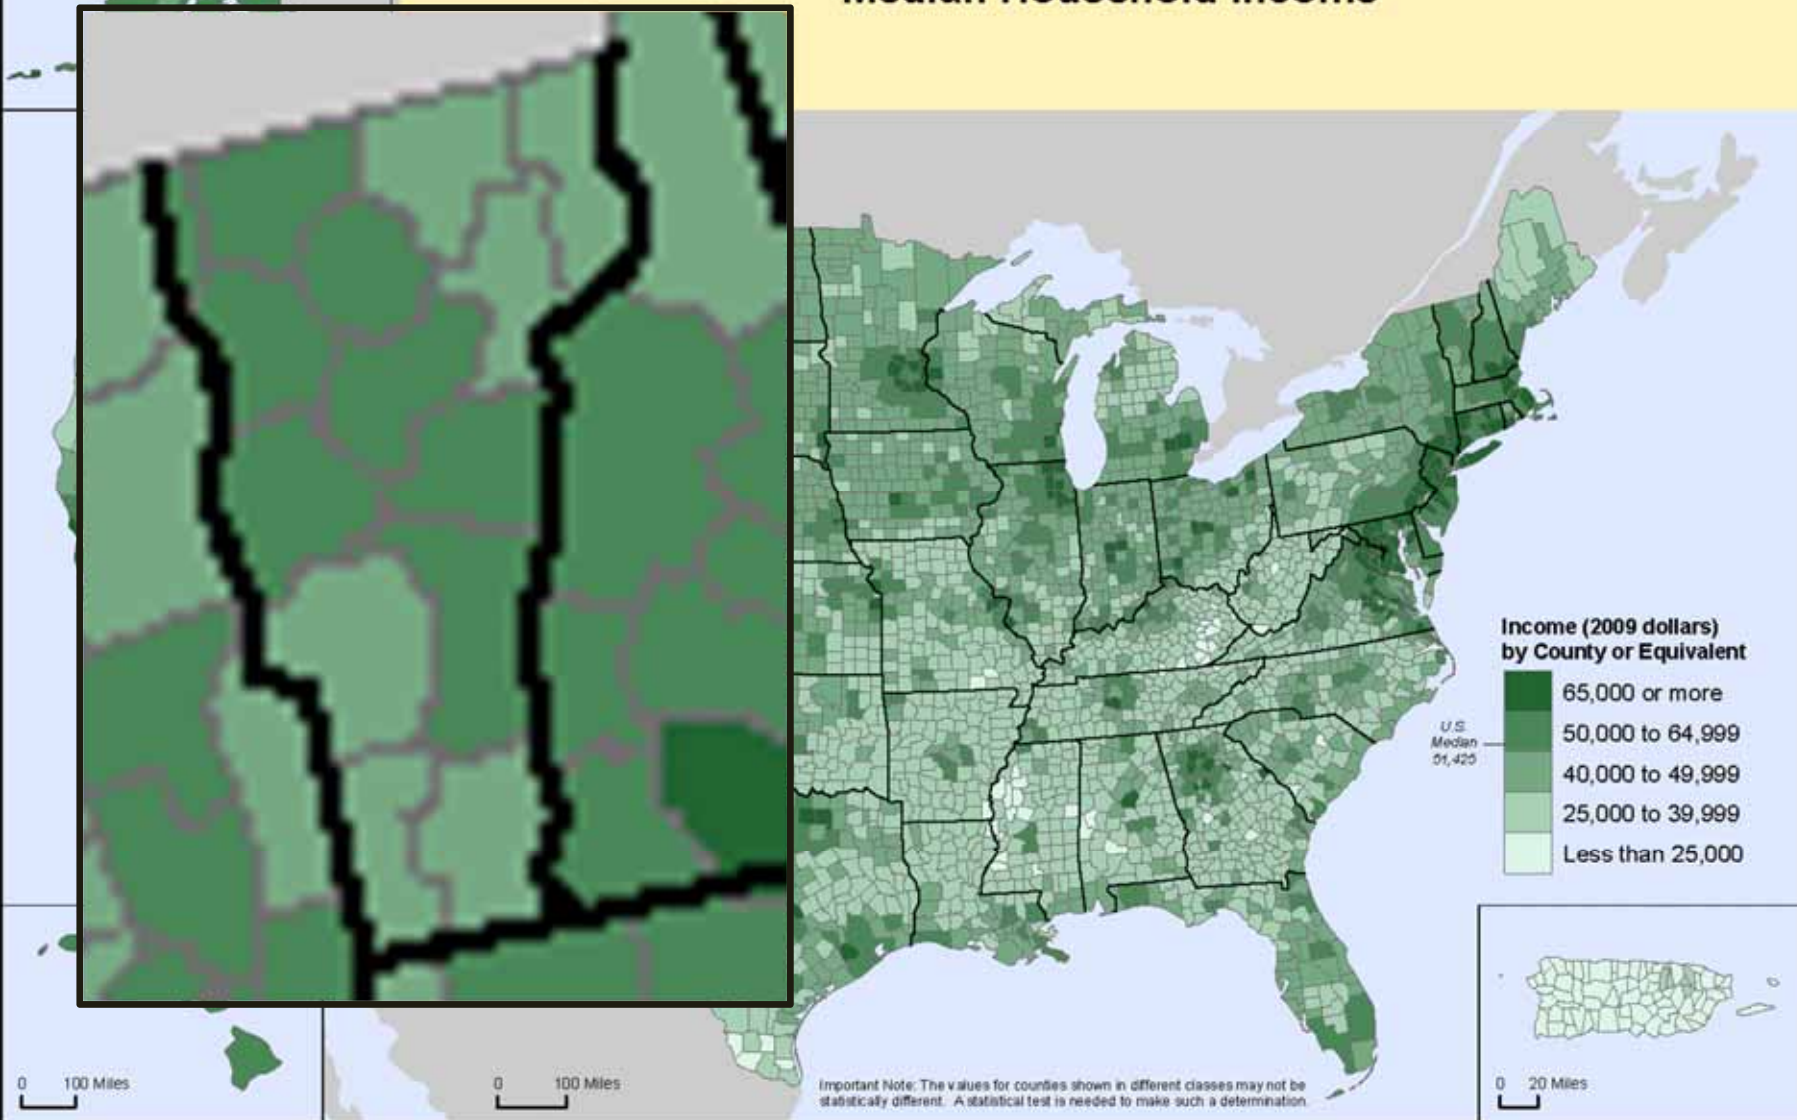 Median Household Income
Income (2009 dollars)
by County or Equivalent
65,000 or more
50,000 to 64,999
40,000 to 49,999
25,000 to 39,999
Less than 25,000
U.S.
Median
51,425
0 100 Miles
0 100 Miles
Important Note: The values for counties shown in different classes may not be
statistically different. A statistical test is needed to make such a determination.
0 20 Miles